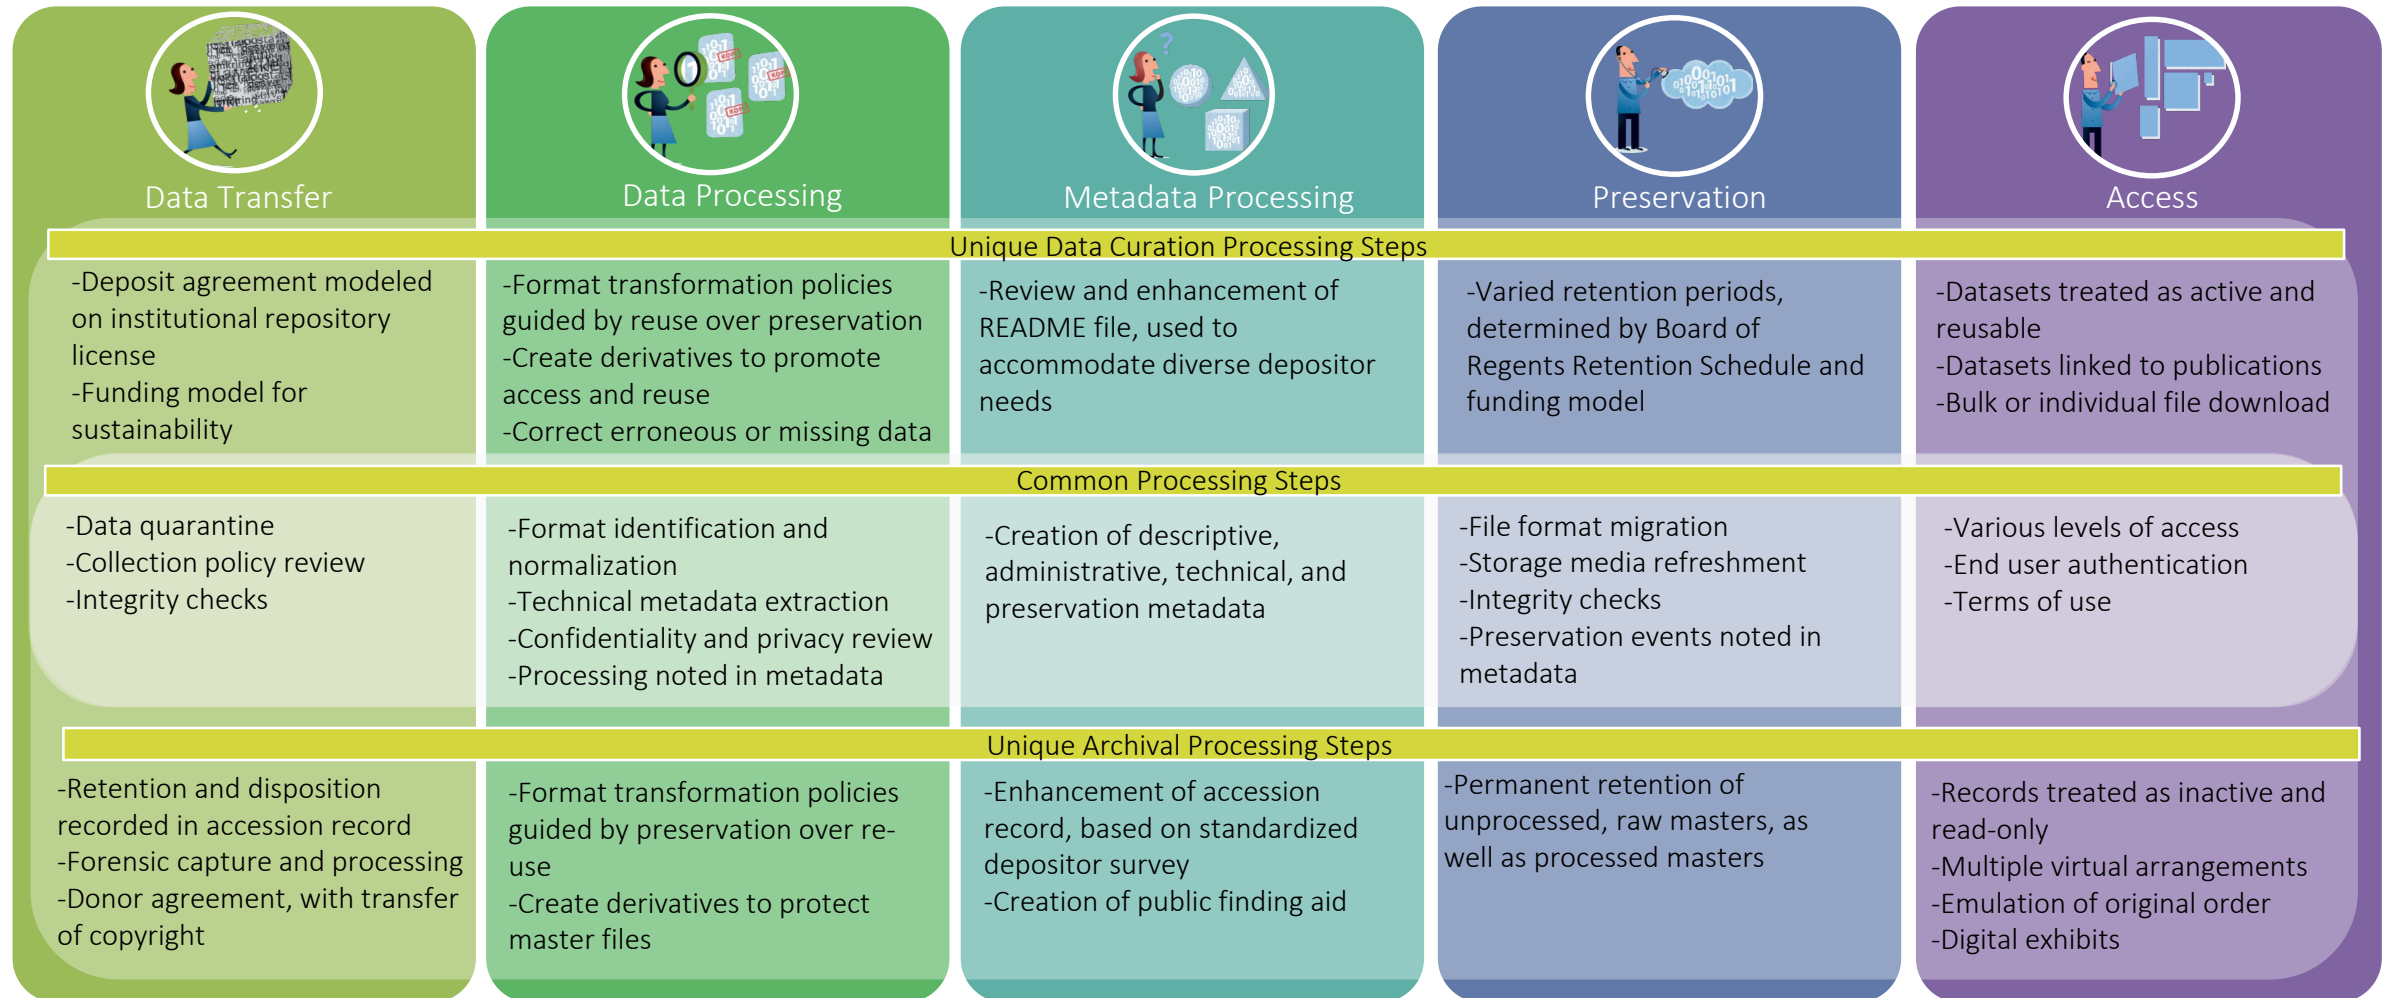 Data Transfer
Data Processing
Metadata Processing
Preservation
Access
Unique Data Curation Processing Steps
-Deposit agreement modeled
on institutional repository
license
-Funding model for
sustainability
-Format transformation policies
guided by reuse over preservation
-Create derivatives to promote
access and reuse
-Correct erroneous or missing data
-Review and enhancement of
README file, used to
accommodate diverse depositor
needs
-Varied retention periods,
determined by Board of
Regents Retention Schedule and
funding model
-Datasets treated as active and
reusable
-Datasets linked to publications
-Bulk or individual file download
Common Processing Steps
-Data quarantine
-Collection policy review
-Integrity checks
-Format identification and
normalization
-Technical metadata extraction
-Confidentiality and privacy review
-Processing noted in metadata
-Creation of descriptive,
administrative, technical, and
preservation metadata
-File format migration
-Storage media refreshment
-Integrity checks
-Preservation events noted in
metadata
-Various levels of access
-End user authentication
-Terms of use
Unique Archival Processing Steps
-Retention and disposition
recorded in accession record
-Forensic capture and processing
-Donor agreement, with transfer
of copyright
-Format transformation policies
guided by preservation over re-
use
-Create derivatives to protect
master files
-Enhancement of accession
record, based on standardized
depositor survey
-Creation of public finding aid
-Permanent retention of
unprocessed, raw masters, as
well as processed masters
-Records treated as inactive and
read-only
-Multiple virtual arrangements
-Emulation of original order
-Digital exhibits